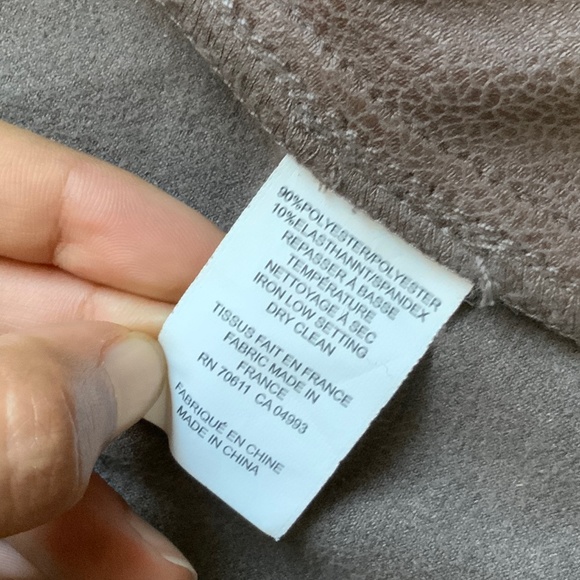 90%POLYESTER/POLYESTER
10%ELASTHANNT/SPANDEX
REPASSER À BASSE
TEMPÉRATURE
NETTOYAGE À SEC
IRON LOW SETTING
DRY CLEAN
TISSUS FAIT EN FRANCE
FABRIC MADE IN
FRANCE
RN 70611 CA 04993
FABRIQUÉ EN CHINE
MADE IN CHINA